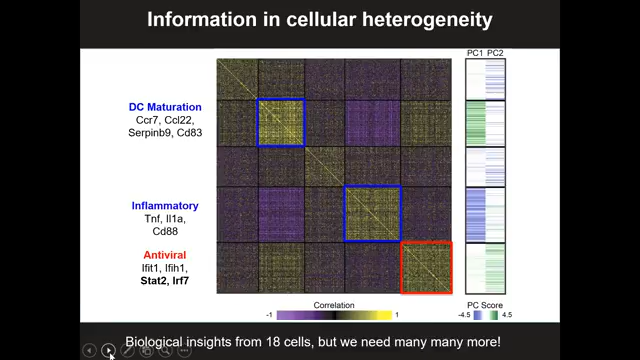 Information in cellular heterogeneity
PC1 PC2
DC Maturation
Ccr7, Ccl22,
Serpinb9, Cd83
Inflammatory
Tnf, Il1a,
Cd88
Antiviral
Ifit1, Ifih1,
Stat2, Irf7
Correlation
-1 1
PC Score
-4.5 4.5
Biological insights from 18 cells, but we need many many more!